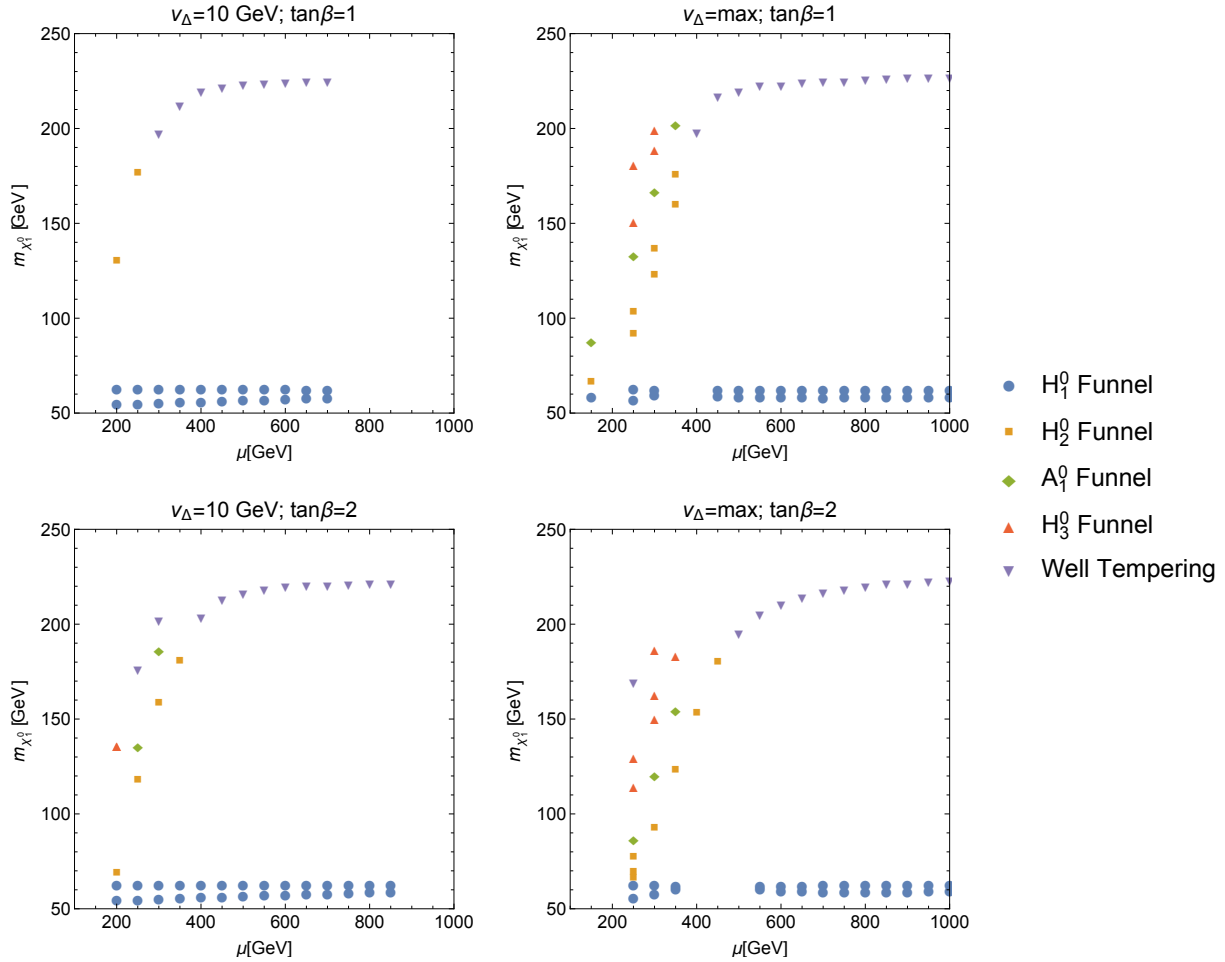 v_Δ=10 GeV; tanβ=1
250
200
150
100
50
200 400 600 800 1000
m_χ₁⁰ [GeV]
μ[GeV]
v_Δ=max; tanβ=1
250
200
150
100
50
200 400 600 800 1000
m_χ₁⁰ [GeV]
μ[GeV]
H₁⁰ Funnel
H₂⁰ Funnel
A₁⁰ Funnel
H₃⁰ Funnel
Well Tempering
v_Δ=10 GeV; tanβ=2
250
200
150
100
50
200 400 600 800 1000
m_χ₁⁰ [GeV]
μ[GeV]
v_Δ=max; tanβ=2
250
200
150
100
50
200 400 600 800 1000
m_χ₁⁰ [GeV]
μ[GeV]